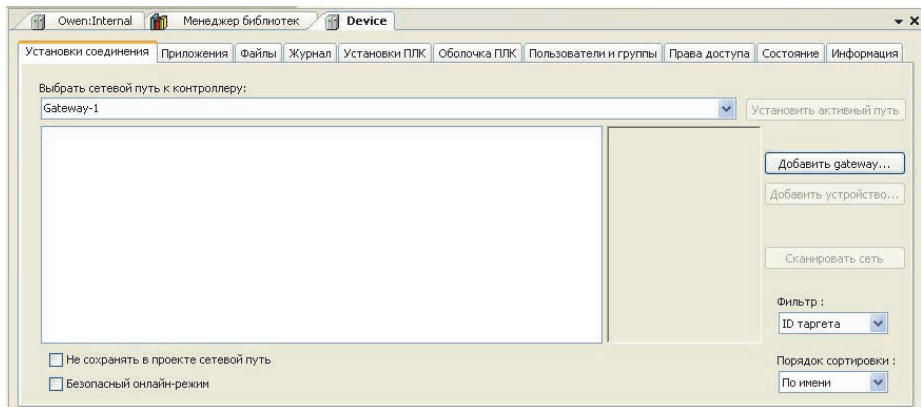 Owen:Internal Менеджер библиотек Device
Установки соединения Приложения Файлы Журнал Установки ПЛК Оболочка ПЛК Пользователи и группы Права доступа Состояние Информация
Выбрать сетевой путь к контроллеру:
Gateway-1 Установить активный путь
Добавить gateway...
Добавить устройство...
Сканировать сеть
Фильтр :
ID таргета
Не сохранять в проекте сетевой путь
Порядок сортировки :
Безопасный онлайн-режим
По имени